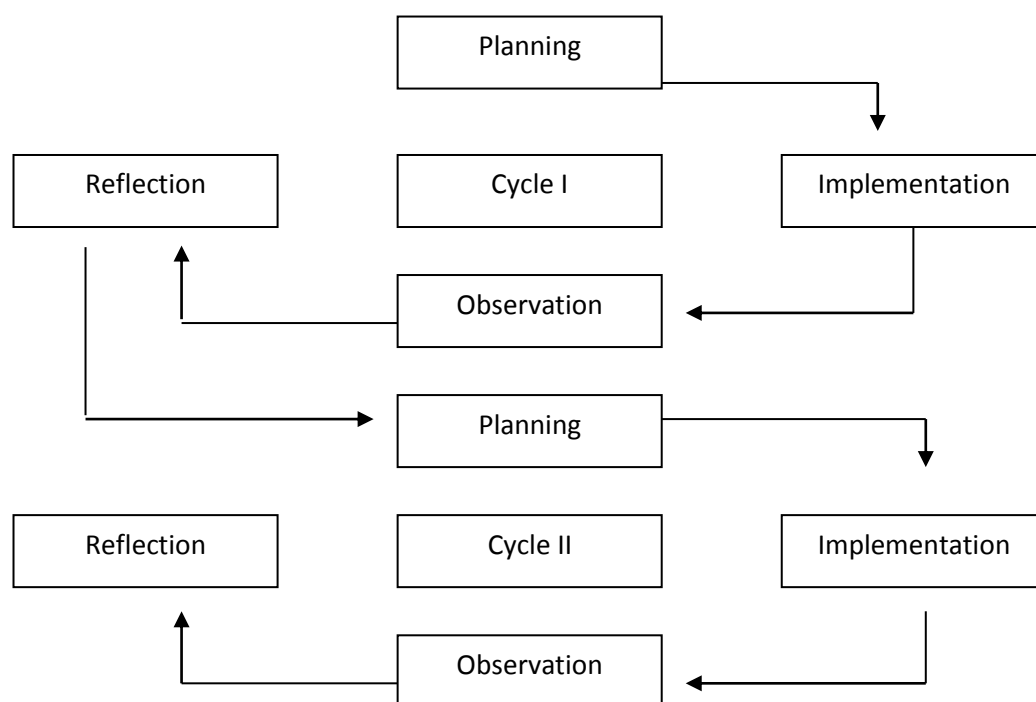 Planning
Reflection
Cycle I
Implementation
Observation
Planning
Reflection
Cycle II
Implementation
Observation